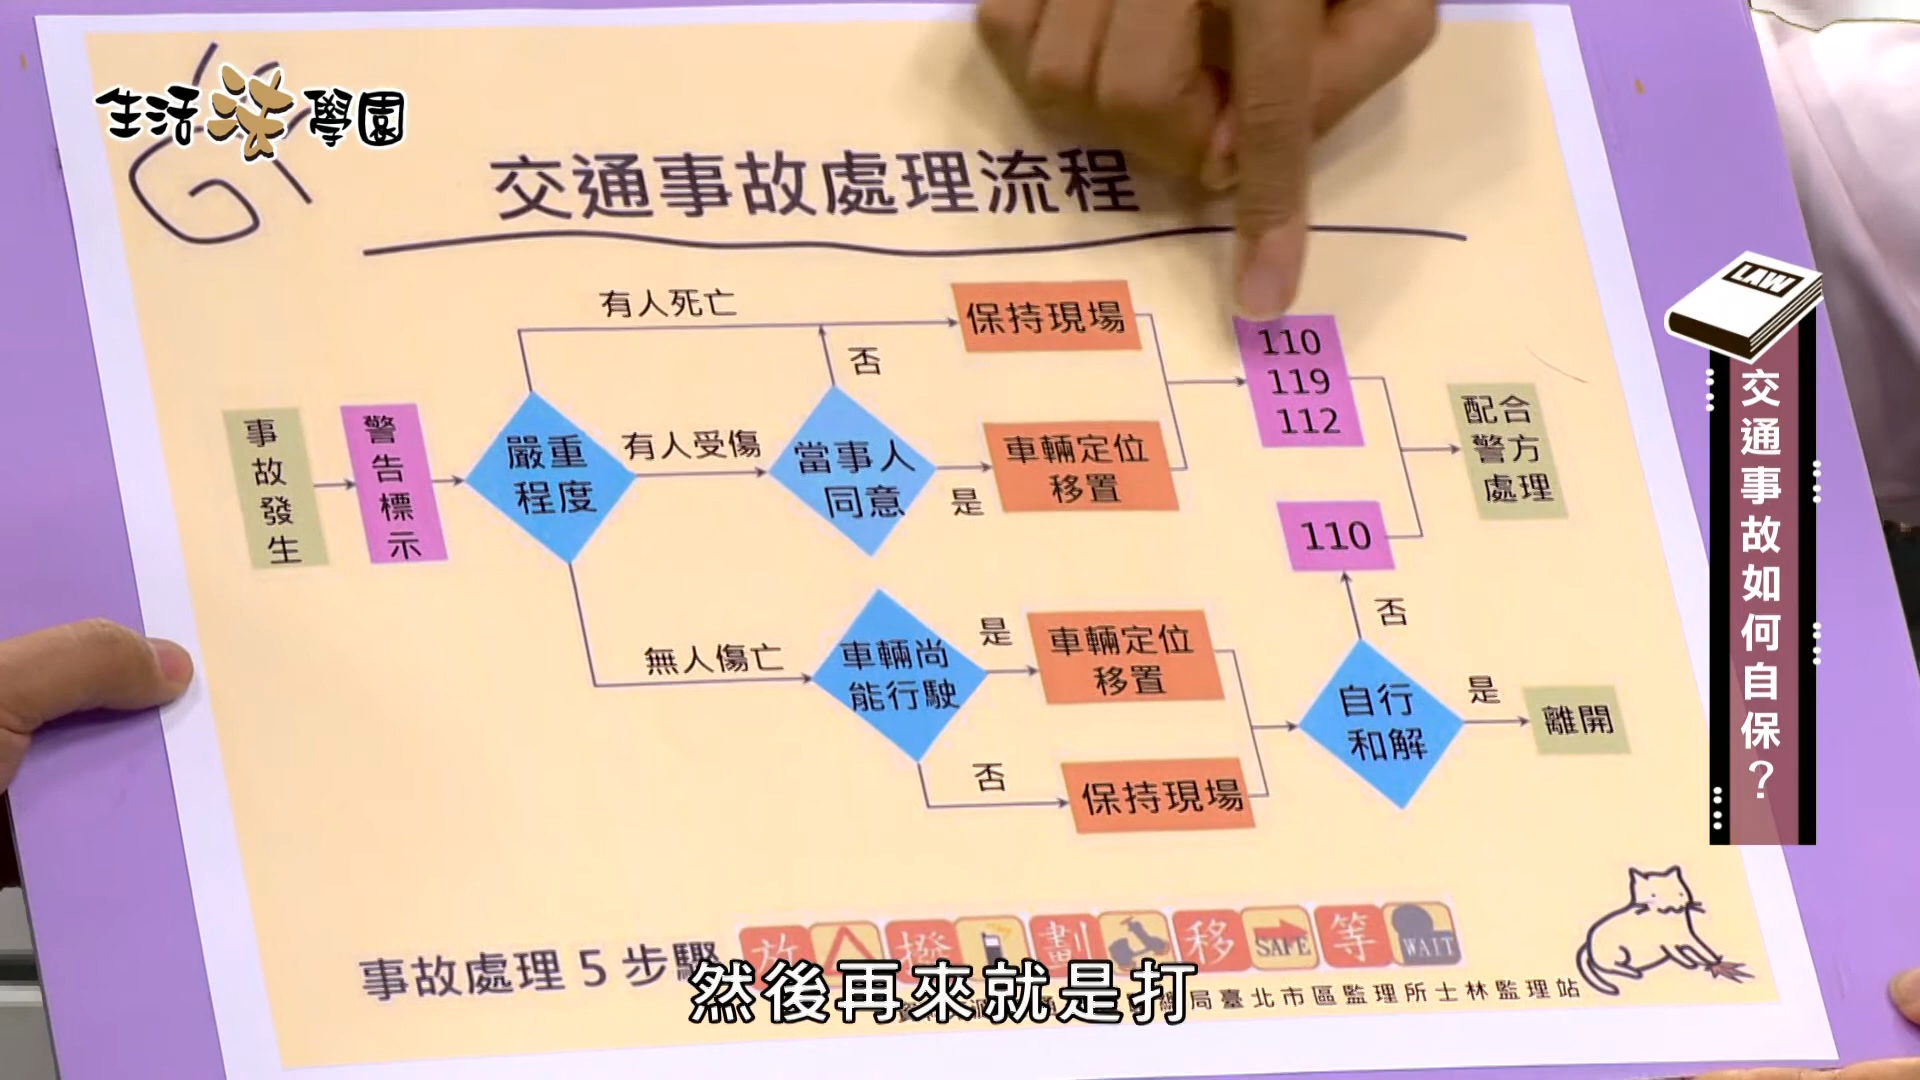 生活法學園
交通事故處理流程
有人死亡
保持現場
否
110
119
112
事故發生
警告標示
嚴重
程度
有人受傷
當事人
同意
是
車輛定位
移置
配合
警方
處理
110
否
無人傷亡
車輛尚
能行駛
是
車輛定位
移置
否
保持現場
自行
和解
是
離開
事故處理5步驟
放 撥 劃 移 SAFE 等 WAIT
局臺北市區監理所士林監理站
然後再來就是打
LAW
交通事故如何自保?